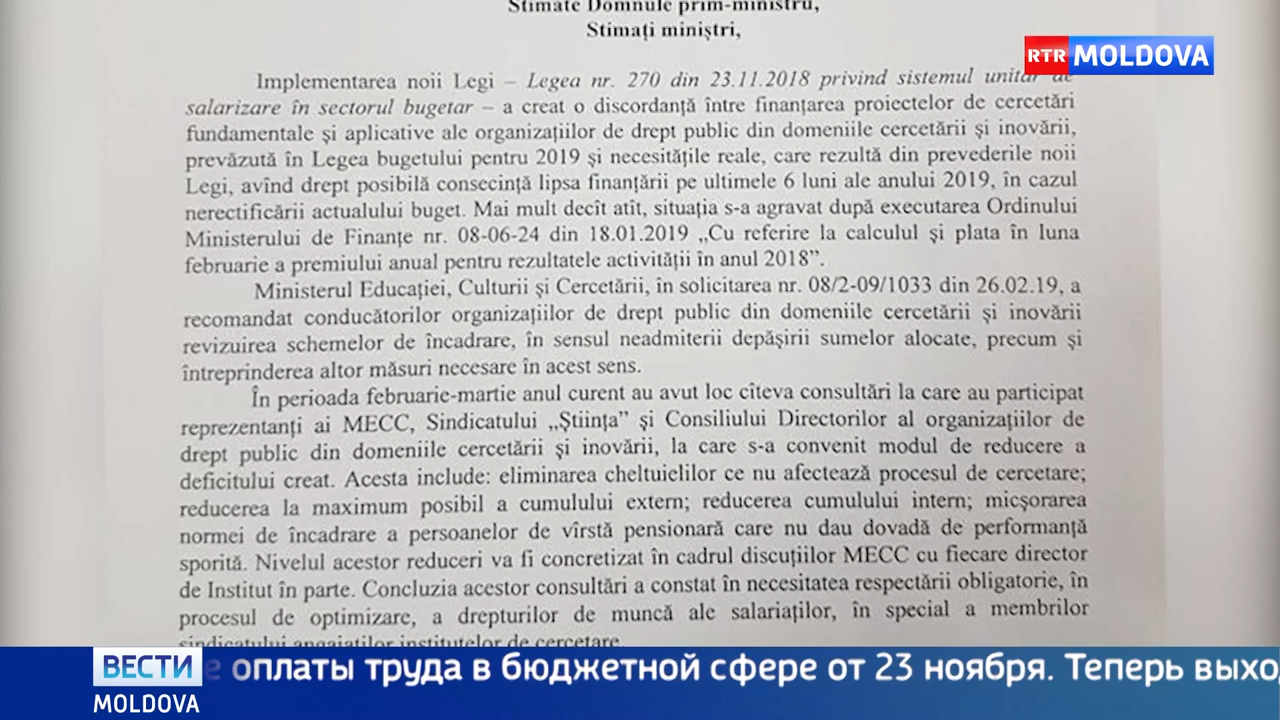 Stimate Domnule prim-ministru,
Stimați miniștri,
RTR MOLDOVA
Implementarea noii Legi – Legea nr. 270 din 23.11.2018 privind sistemul unitar de
salarizare în sectorul bugetar – a creat o discordanță între finanțarea proiectelor de cercetări
fundamentale și aplicative ale organizațiilor de drept public din domeniile cercetării și inovării,
prevăzută în Legea bugetului pentru 2019 și necesitățile reale, care rezultă din prevederile noii
Legi, avînd drept posibilă consecință lipsa finanțării pe ultimele 6 luni ale anului 2019, în cazul
nerectificării actualului buget. Mai mult decît atît, situația s-a agravat după executarea Ordinului
Ministerului de Finanțe nr. 08-06-24 din 18.01.2019 „Cu referire la calculul și plata în luna
februarie a premiului anual pentru rezultatele activității în anul 2018”.
Ministerul Educației, Culturii și Cercetării, în solicitarea nr. 08/2-09/1033 din 26.02.19, a
recomandat conducătorilor organizațiilor de drept public din domeniile cercetării și inovării
revizuirea schemelor de încadrare, în sensul neadmiterii depășirii sumelor alocate, precum și
întreprinderea altor măsuri necesare în acest sens.
În perioada februarie-martie anul curent au avut loc cîteva consultări la care au participat
reprezentanți ai MECC, Sindicatului „Știința” și Consiliului Directorilor al organizațiilor de
drept public din domeniile cercetării și inovării, la care s-a convenit modul de reducere a
deficitului creat. Acesta include: eliminarea cheltuielilor ce nu afectează procesul de cercetare;
reducerea la maximum posibil a cumulului extern; reducerea cumulului intern; micșorarea
normei de încadrare a persoanelor de vîrstă pensionară care nu dau dovadă de performanță
sporită. Nivelul acestor reduceri va fi concretizat în cadrul discuțiilor MECC cu fiecare director
de Institut în parte. Concluzia acestor consultări a constat în necesitatea respectării obligatorie, în
procesul de optimizare, a drepturilor de muncă ale salariaților, în special a membrilor
sindicatului angajaților institutelor de cercetare.
ВЕСТИ
MOLDOVA
оплаты труда в бюджетной сфере от 23 ноября. Теперь выхо